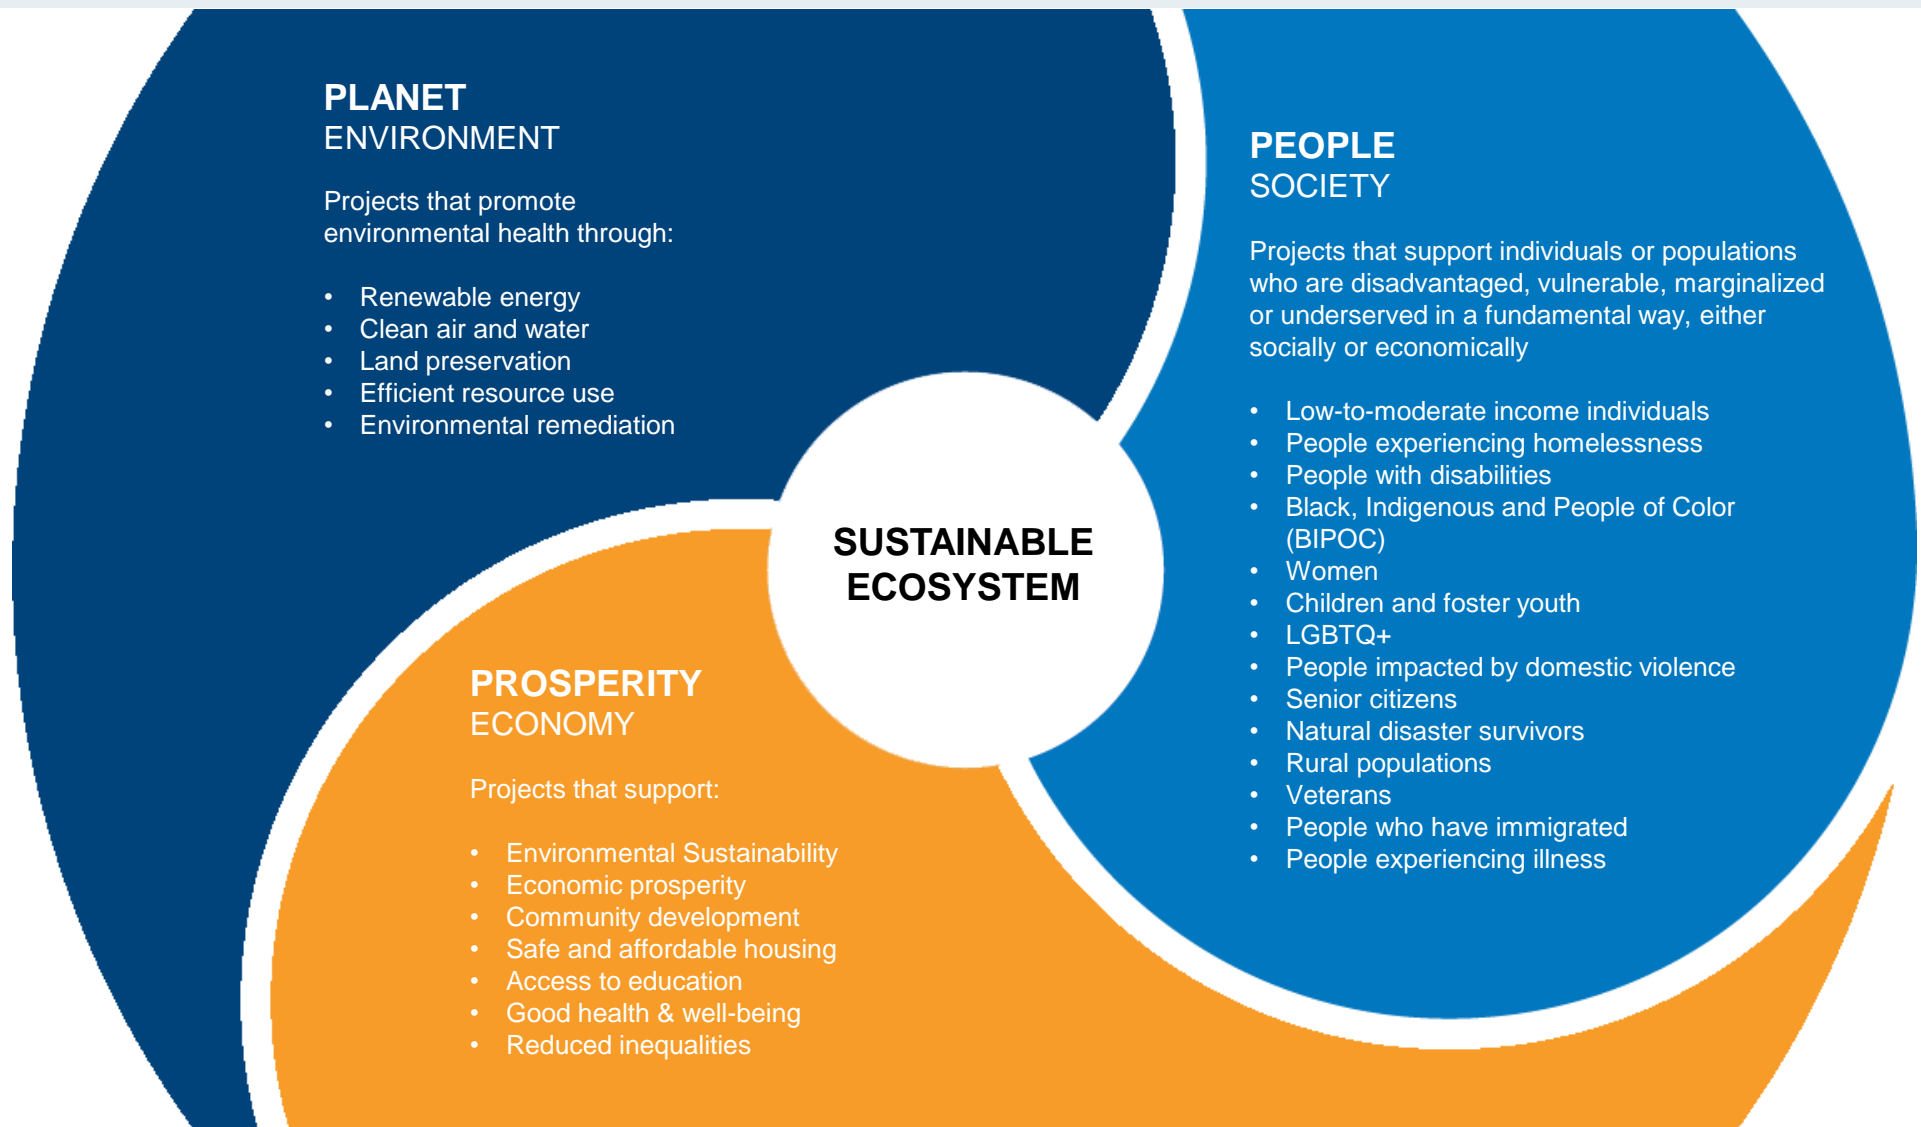 PLANET
ENVIRONMENT
Projects that promote
environmental health through:
• Renewable energy
• Clean air and water
• Land preservation
• Efficient resource use
• Environmental remediation
PEOPLE
SOCIETY
Projects that support individuals or populations
who are disadvantaged, vulnerable, marginalized
or underserved in a fundamental way, either
socially or economically
• Low-to-moderate income individuals
• People experiencing homelessness
• People with disabilities
• Black, Indigenous and People of Color
(BIPOC)
• Women
• Children and foster youth
• LGBTQ+
• People impacted by domestic violence
• Senior citizens
• Natural disaster survivors
• Rural populations
• Veterans
• People who have immigrated
• People experiencing illness
SUSTAINABLE
ECOSYSTEM
PROSPERITY
ECONOMY
Projects that support:
• Environmental Sustainability
• Economic prosperity
• Community development
• Safe and affordable housing
• Access to education
• Good health & well-being
• Reduced inequalities